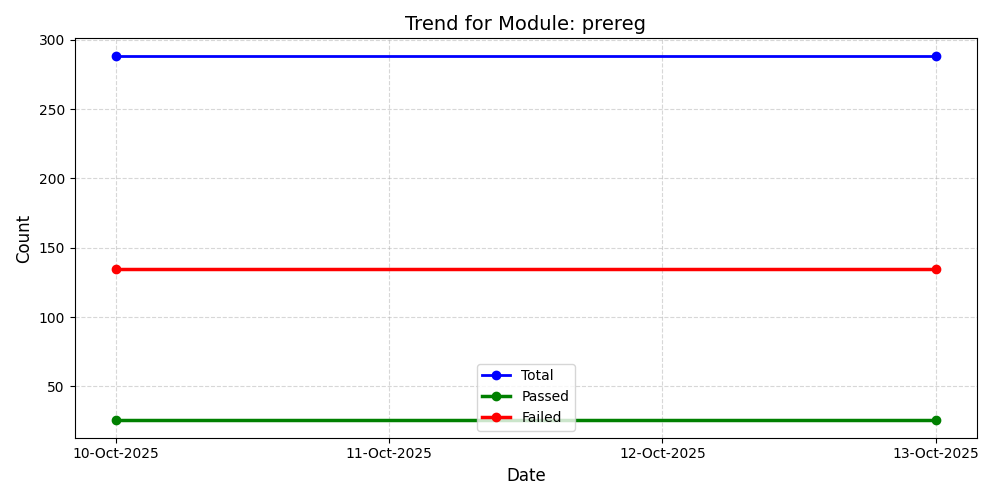 Trend for Module: prereg
Count
300
250
200
150
100
50
Total
Passed
Failed
10-Oct-2025
11-Oct-2025
12-Oct-2025
13-Oct-2025
Date